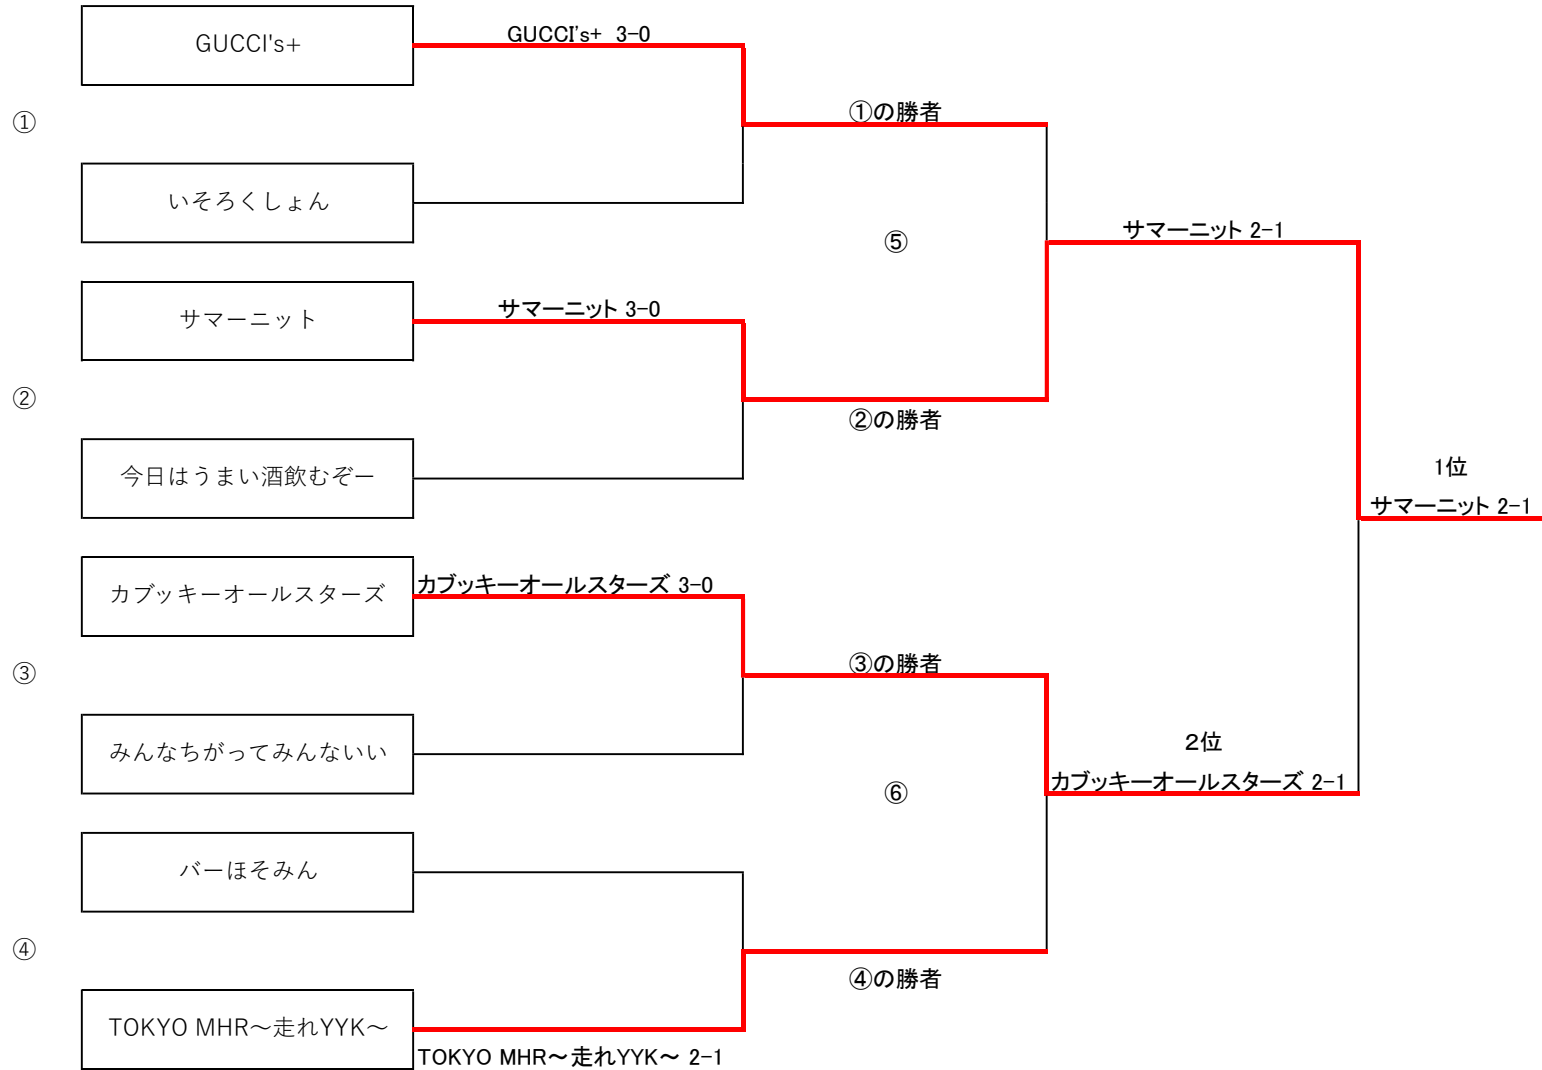 GUCCI's+
GUCCI's+ 3-0
①
①の勝者
いそろくしょん
⑤
サマーニット 2-1
サマーニット
サマーニット 3-0
②
②の勝者
今日はうまい酒飲むぞー
1位
サマーニット 2-1
カブッキーオールスターズ
カブッキーオールスターズ 3-0
③
③の勝者
みんなちがってみんないい
２位
カブッキーオールスターズ 2-1
⑥
バーほそみん
④
④の勝者
TOKYO MHR～走れYYK～
TOKYO MHR～走れYYK～ 2-1